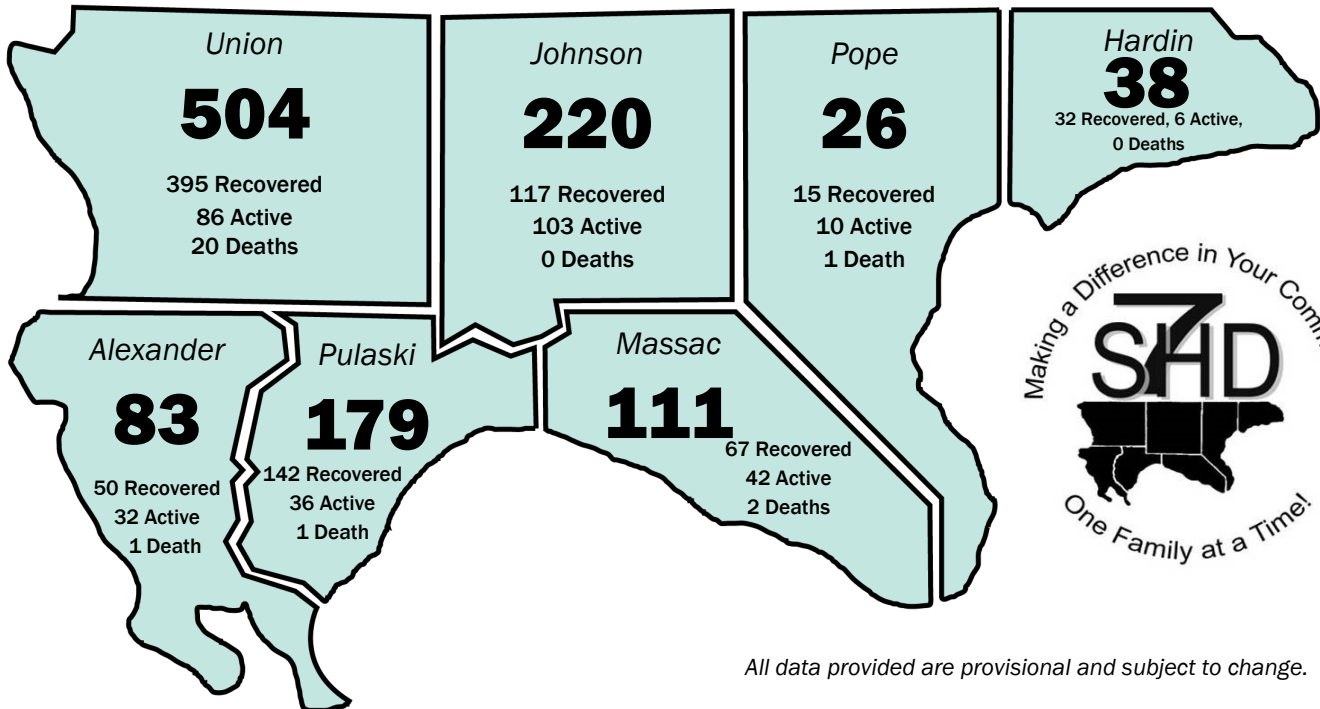 Union
504
395 Recovered
86 Active
20 Deaths
Johnson
220
117 Recovered
103 Active
0 Deaths
Pope
26
15 Recovered
10 Active
1 Death
Hardin
38
32 Recovered, 6 Active,
0 Deaths
Alexander
83
50 Recovered
32 Active
1 Death
Pulaski
179
142 Recovered
36 Active
1 Death
Massac
111
67 Recovered
42 Active
2 Deaths
Making a Difference in Your
S7HD
One Family at a Time!
All data provided are provisional and subject to change.